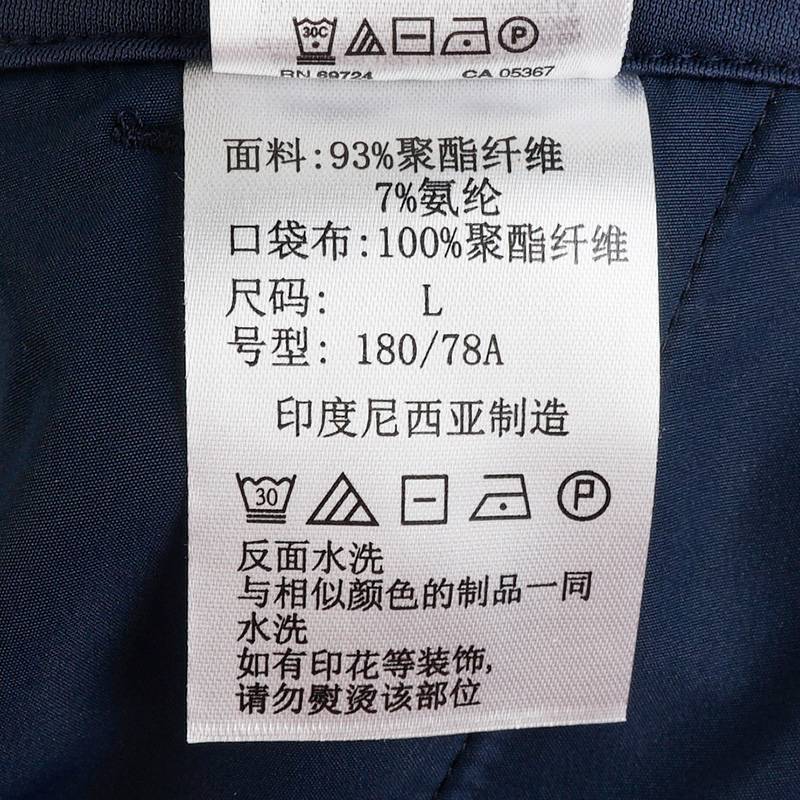 30C P
RN 69724 CA 05367
面料:93%聚酯纤维
7%氨纶
口袋布:100%聚酯纤维
尺码: L
号型: 180/78A
印度尼西亚制造
30 P
反面水洗
与相似颜色的制品一同
水洗
如有印花等装饰,
请勿熨烫该部位